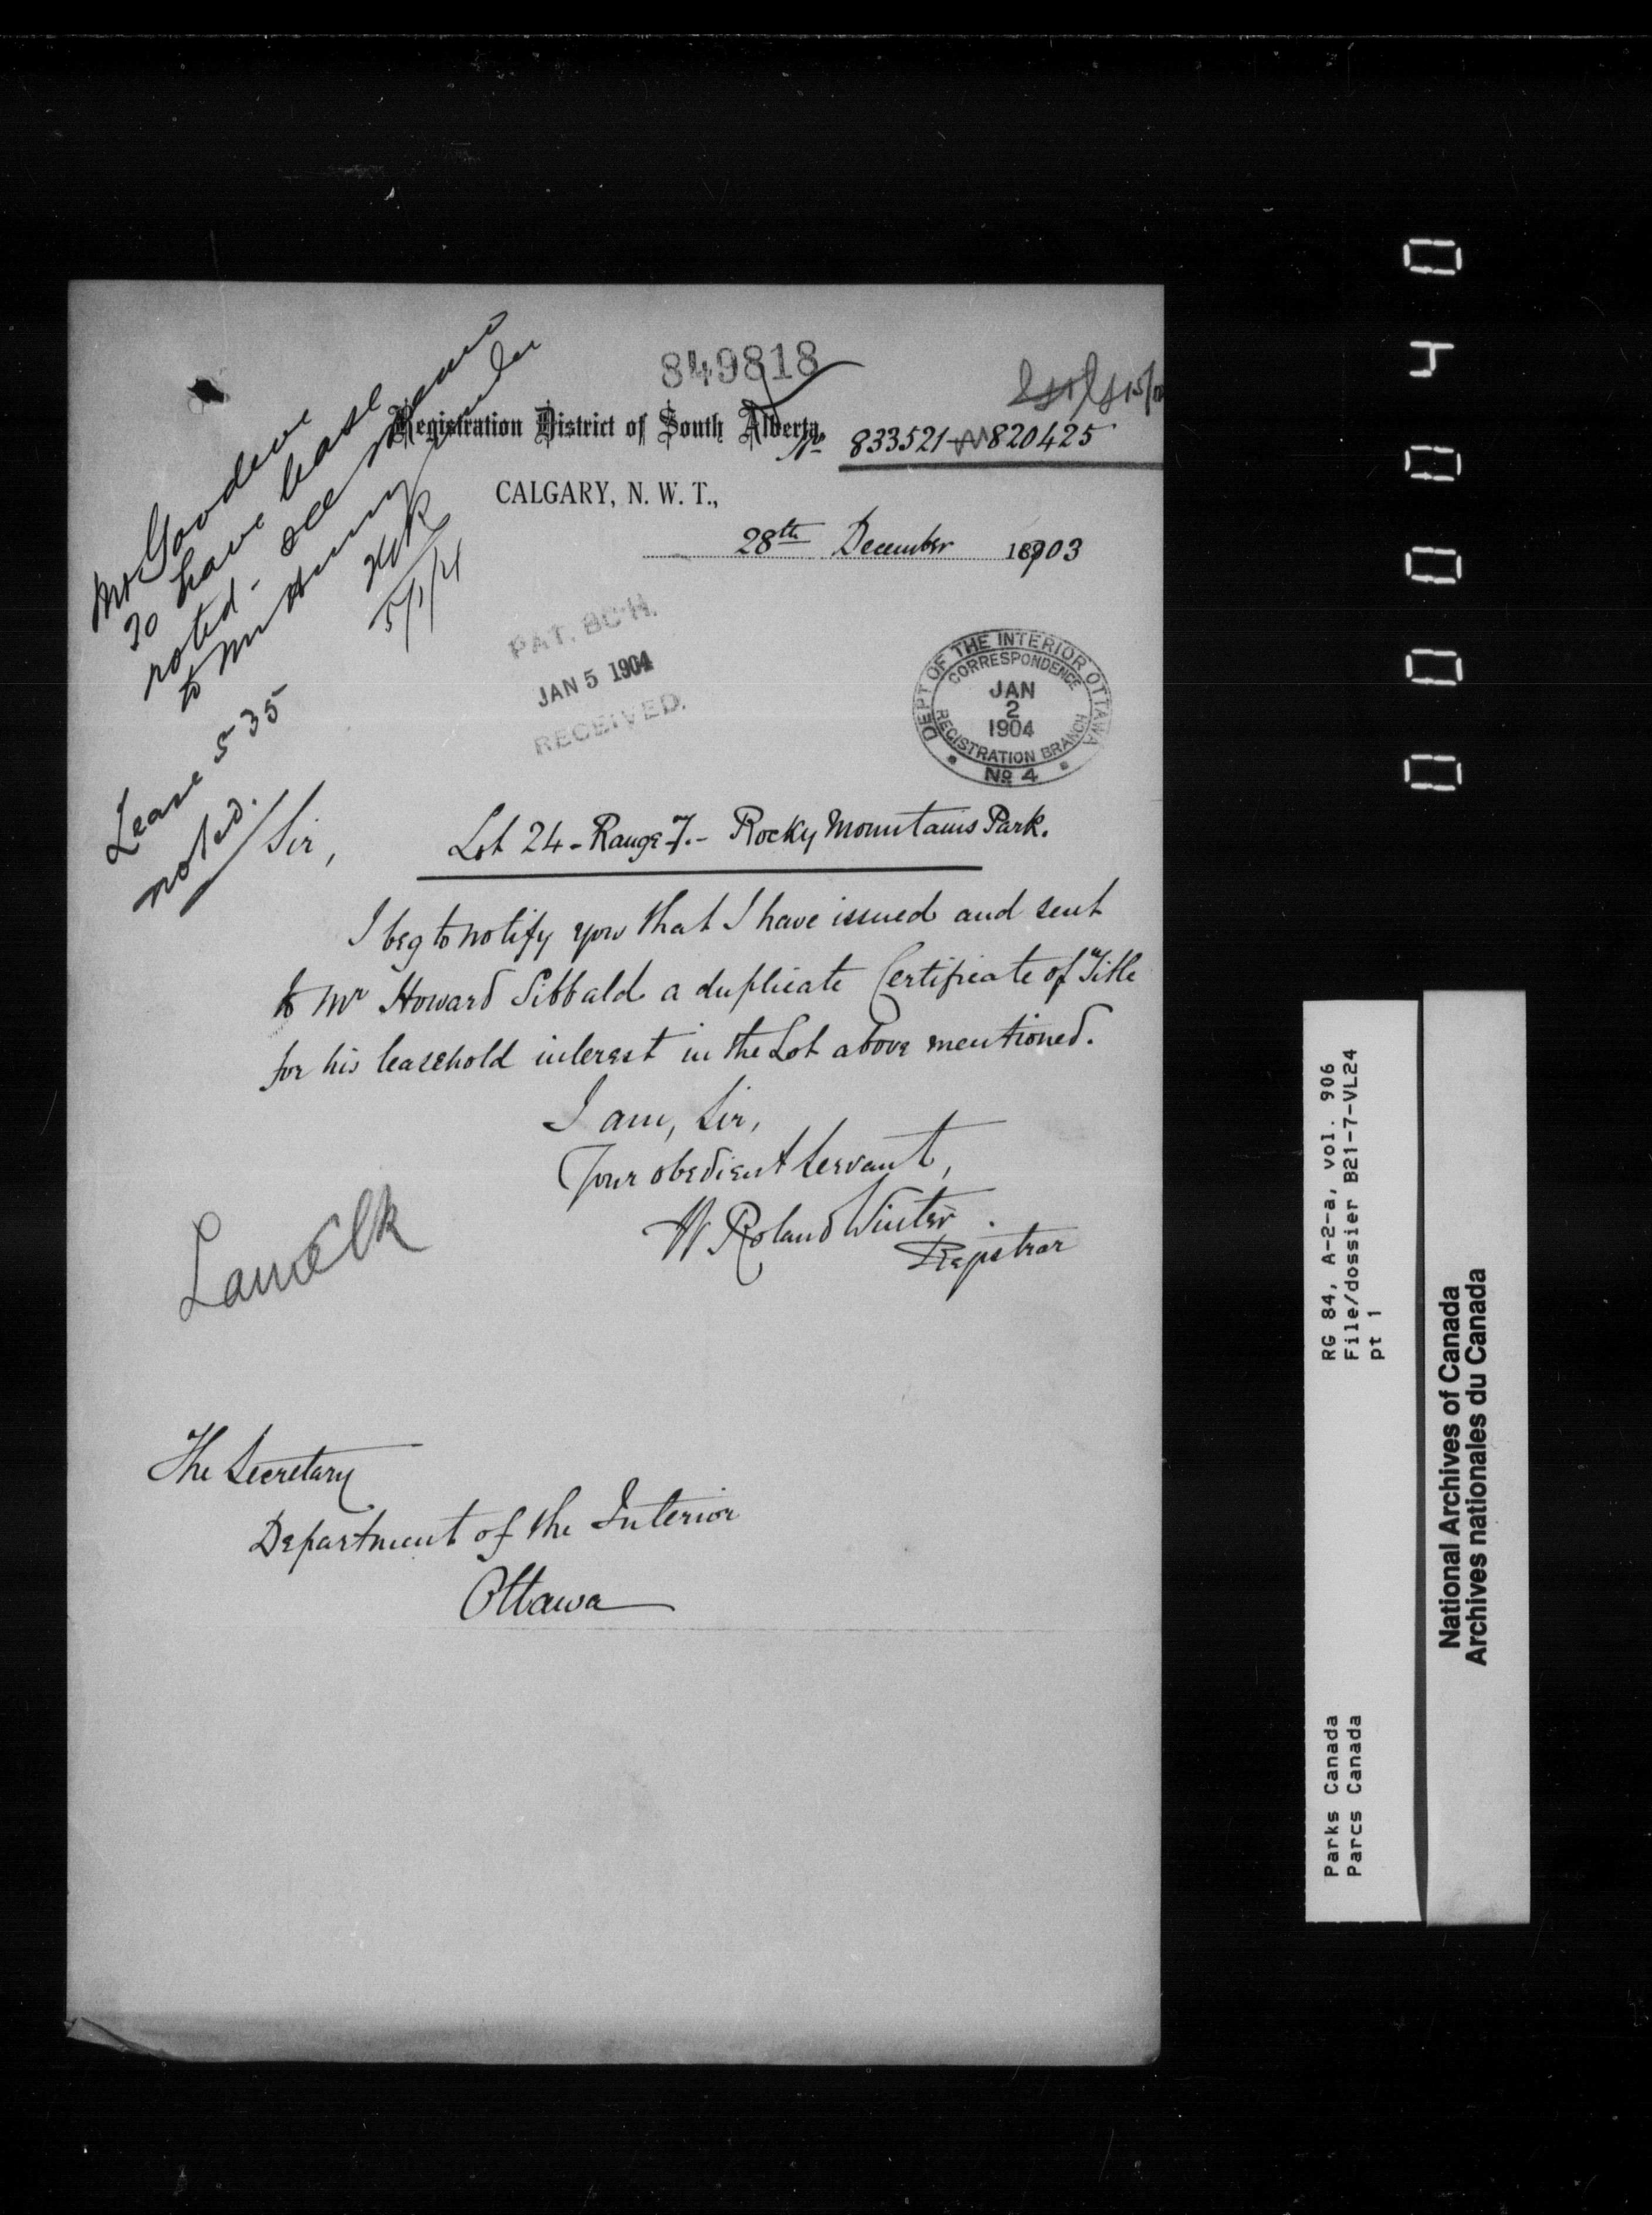 849818
Registration District of South Alberta,
No 833521 820425
CALGARY, N. W. T.,
28th December 1903
Mr Goodeve
To have lease
noted - see
to Mr
5/1/4
PAT. BCH.
JAN 5 1904
RECEIVED.
DEPT OF THE INTERIOR OTTAWA
CORRESPONDENCE
JAN
2
1904
REGISTRATION BRANCH
No 4
Lease 535
noted.
Sir,
Lot 24 - Range 7. - Rocky Mountains Park.
I beg to notify you that I have issued and sent
to Mr Howard Sibbald a duplicate Certificate of Title
for his leasehold interest in the Lot above mentioned.
I am, Sir,
Your obedient Servant,
W Roland Winter.
Registrar
The Secretary
Department of the Interior
Ottawa
RG 84, A-2-a, vol. 906
File/dossier B21-7-VL24
pt 1
Parks Canada
Parcs Canada
National Archives of Canada
Archives nationales du Canada